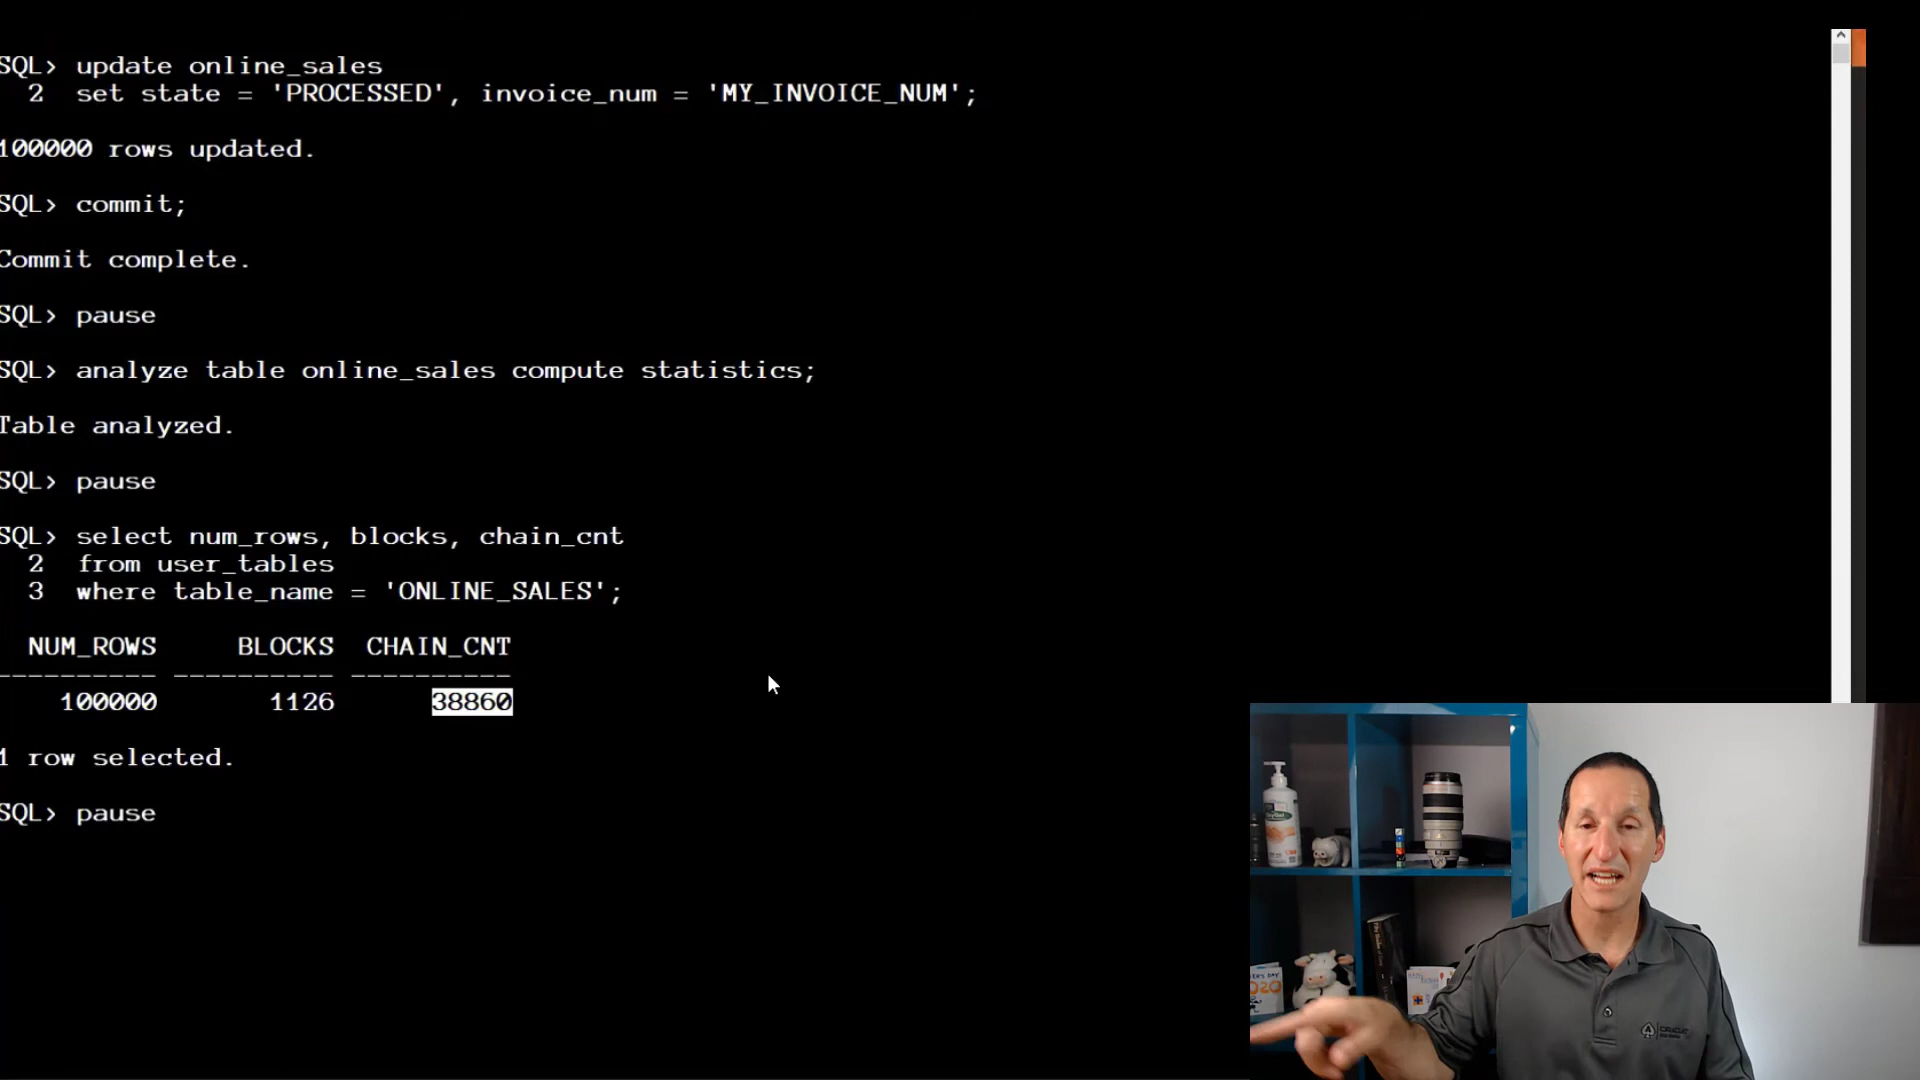 SQL> update online_sales
2 set state = 'PROCESSED', invoice_num = 'MY_INVOICE_NUM';
100000 rows updated.
SQL> commit;
Commit complete.
SQL> pause
SQL> analyze table online_sales compute statistics;
Table analyzed.
SQL> pause
SQL> select num_rows, blocks, chain_cnt
2 from user_tables
3 where table_name = 'ONLINE_SALES';
NUM_ROWS BLOCKS CHAIN_CNT
---------- ---------- ----------
100000 1126 38860
1 row selected.
SQL> pause